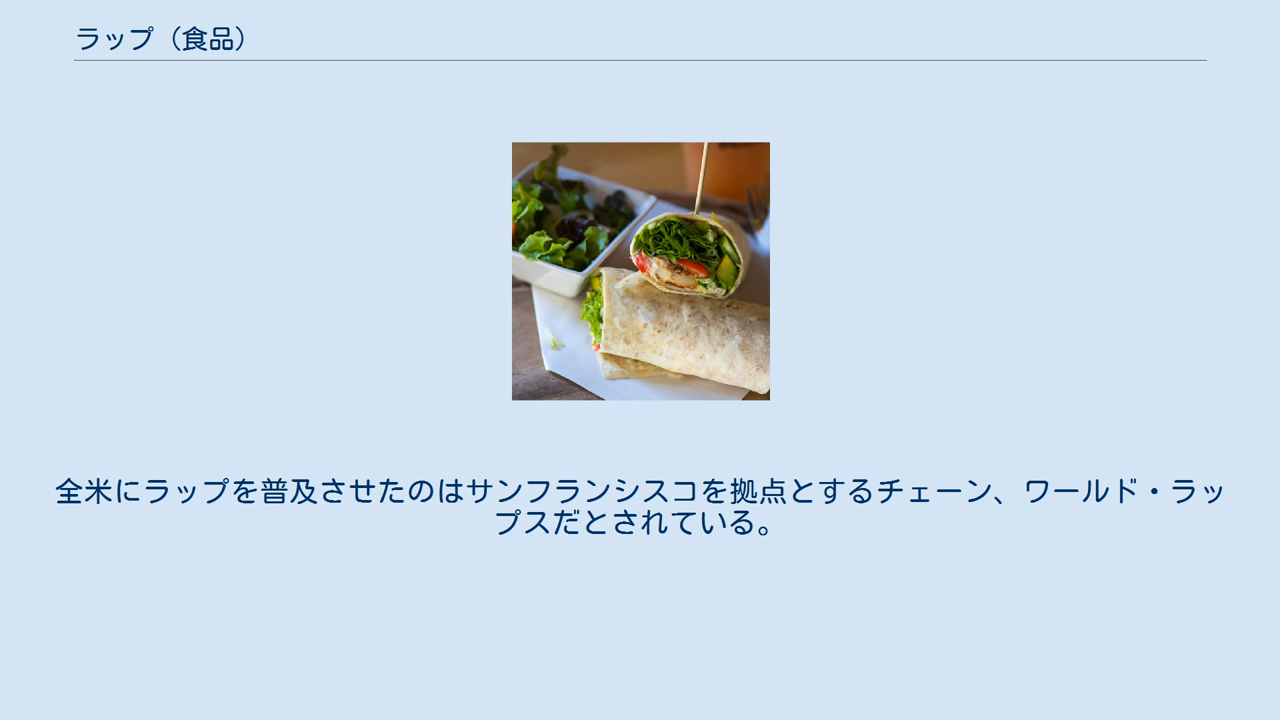 ラップ（食品）
全米にラップを普及させたのはサンフランシスコを拠点とするチェーン、ワールド・ラッ
プスだとされている。